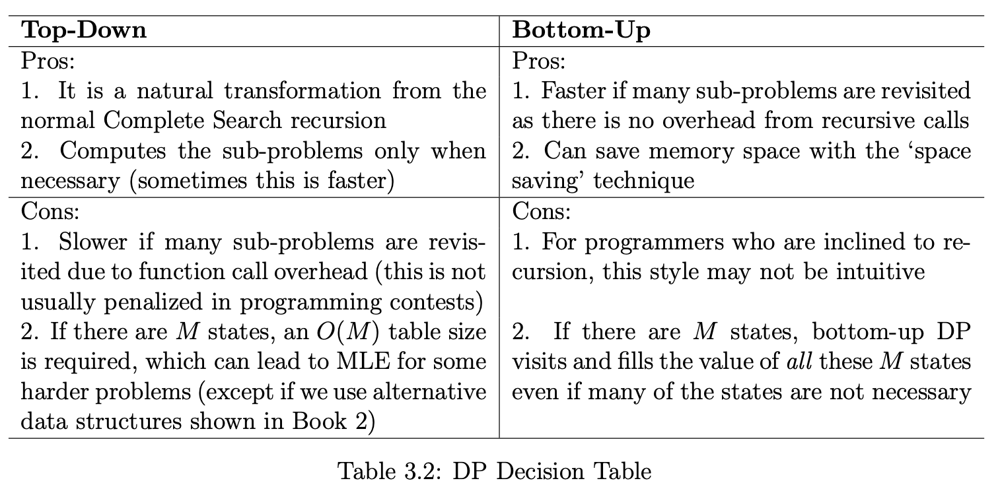 Top-Down
Pros:
1. It is a natural transformation from the
normal Complete Search recursion
2. Computes the sub-problems only when
necessary (sometimes this is faster)
Cons:
1. Slower if many sub-problems are revis-
ited due to function call overhead (this is not
usually penalized in programming contests)
2. If there are M states, an O(M) table size
is required, which can lead to MLE for some
harder problems (except if we use alternative
data structures shown in Book 2)
Bottom-Up
Pros:
1. Faster if many sub-problems are revisited
as there is no overhead from recursive calls
2. Can save memory space with the ‘space
saving’ technique
Cons:
1. For programmers who are inclined to re-
cursion, this style may not be intuitive
2. If there are M states, bottom-up DP
visits and fills the value of all these M states
even if many of the states are not necessary
Table 3.2: DP Decision Table